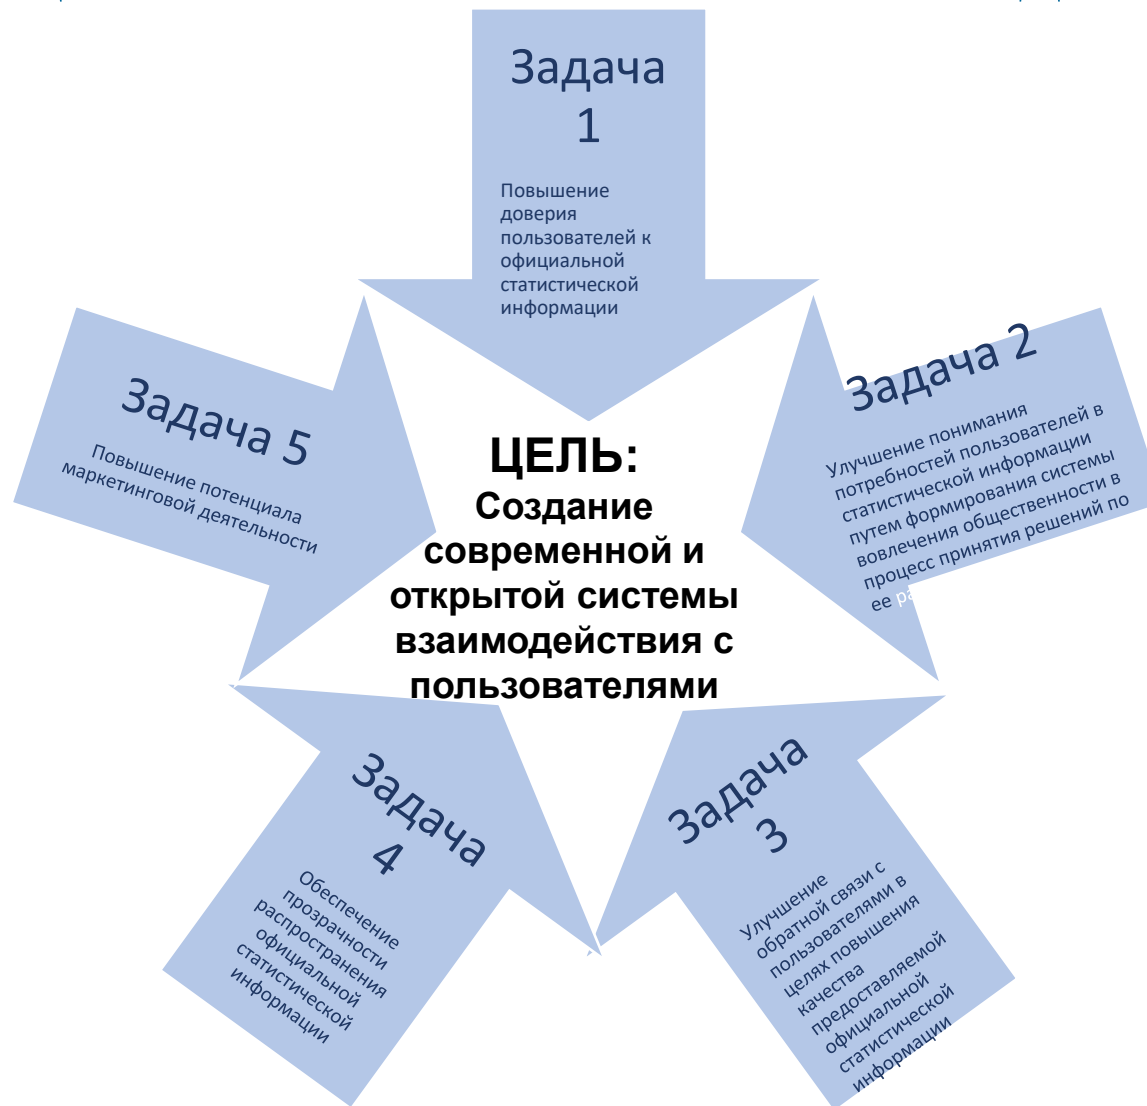 Задача
1
Повышение
доверия
пользователей к
официальной
статистической
информации
Задача 2
Улучшение понимания
потребностей пользователей в
статистической информации
путем формирования системы
вовлечения общественности в
процесс принятия решений по
ее
Задача
3
Улучшение
обратной связи с
пользователями в
целях повышения
качества
предоставляемой
официальной
статистической
информации
Задача
4
Обеспечение
прозрачности
распространения
официальной
статистической
информации
Задача 5
Повышение потенциала
маркетинговой деятельности
ЦЕЛЬ:
Создание
современной и
открытой системы
взаимодействия с
пользователями